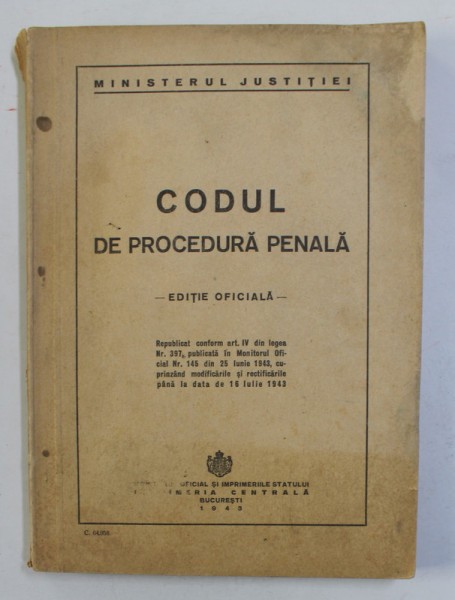 MINISTERUL JUSTIȚIEI
CODUL
DE PROCEDURĂ PENALĂ
— EDIȚIE OFICIALĂ —
Republicat conform art. IV din legea
Nr. 397, publicată în Monitorul Ofi-
cial Nr. 145 din 25 Iunie 1943, cu-
prinzând modificările și rectificările
până la data de 16 Iulie 1943
OFICIAL ȘI IMPRIMERIILE STATULUI
CENTRALĂ
BUCUREȘTI
1943